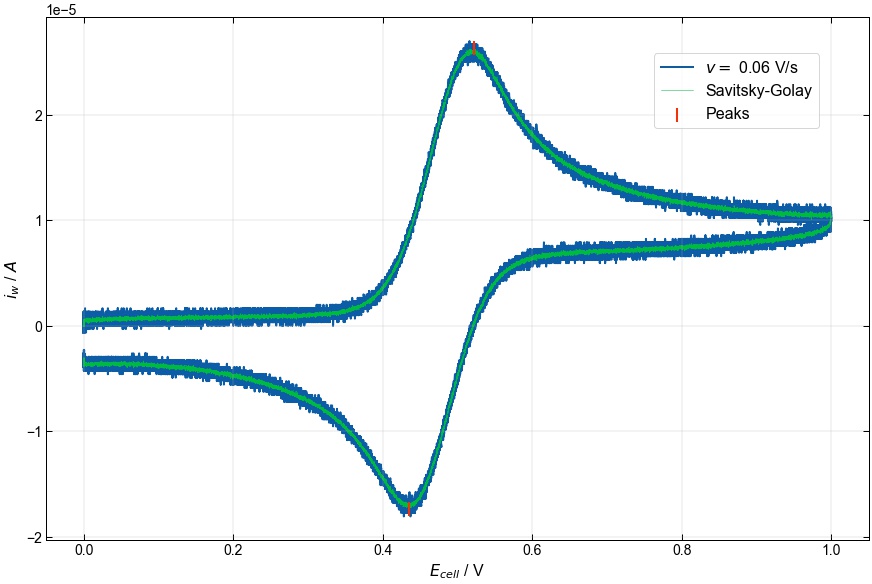 1e−5
2
1
0
−1
−2
i_w / A
v = 0.06 V/s
Savitsky-Golay
Peaks
0.0 0.2 0.4 0.6 0.8 1.0
E_cell / V